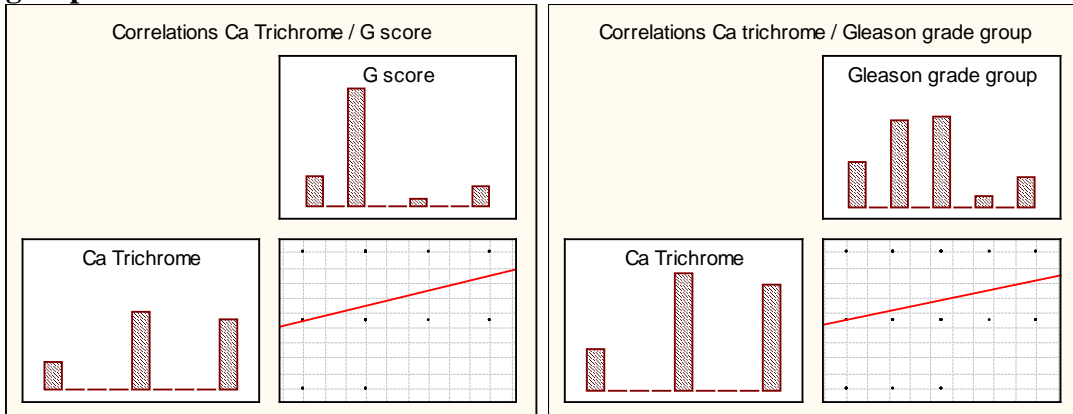 Correlations Ca Trichrome / G score
G score
Ca Trichrome
Correlations Ca trichrome / Gleason grade group
Gleason grade group
Ca Trichrome